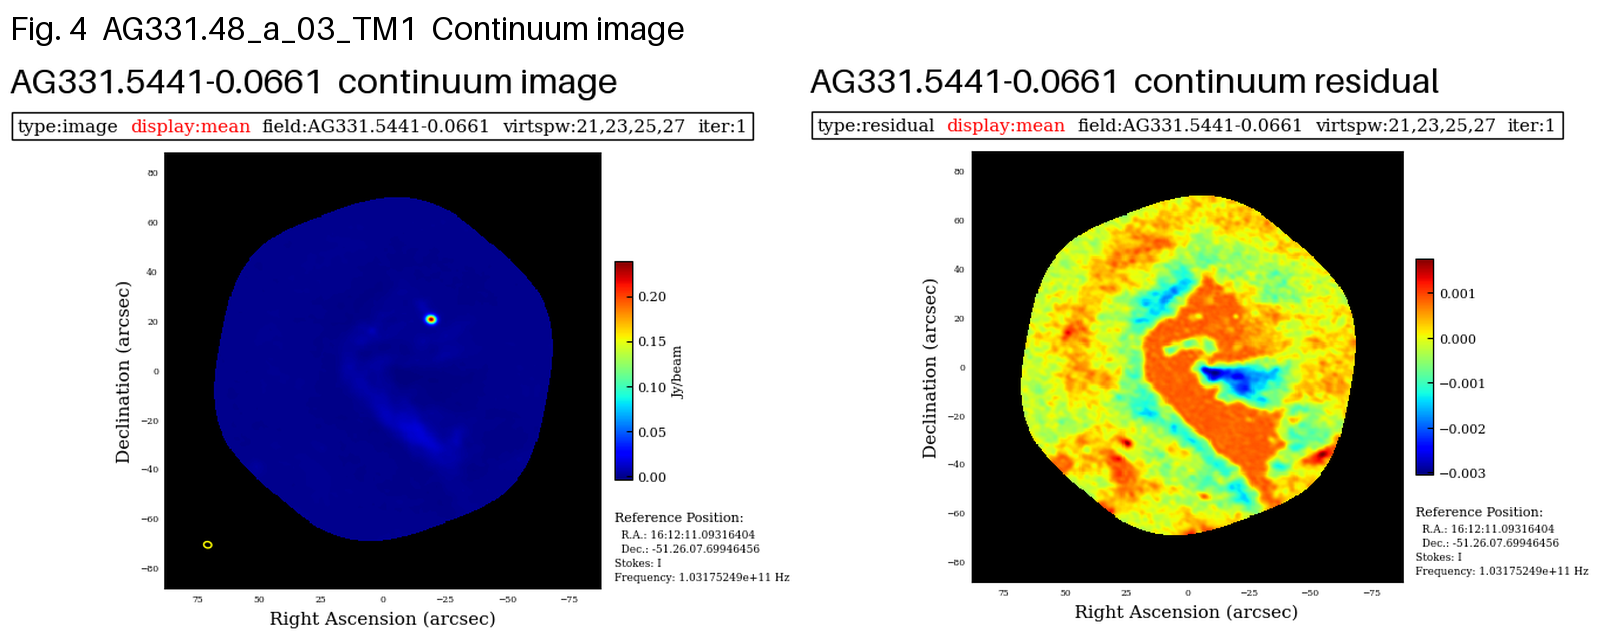 Fig. 4 AG331.48_a_03_TM1 Continuum image
AG331.5441-0.0661 continuum image
type:image display:mean field:AG331.5441-0.0661 virtspw:21,23,25,27 iter:1
80
60
40
20
0
−20
−40
−60
−80
Declination (arcsec)
75
50
25
0
−25
−50
−75
Right Ascension (arcsec)
0.20
0.15
0.10
0.05
0.00
Jy/beam
Reference Position:
R.A.: 16:12:11.09316404
Dec.: -51.26.07.69946456
Stokes: I
Frequency: 1.03175249e+11 Hz
AG331.5441-0.0661 continuum residual
type:residual display:mean field:AG331.5441-0.0661 virtspw:21,23,25,27 iter:1
80
60
40
20
0
−20
−40
−60
−80
Declination (arcsec)
75
50
25
0
−25
−50
−75
Right Ascension (arcsec)
0.001
0.000
−0.001
−0.002
−0.003
Reference Position:
R.A.: 16:12:11.09316404
Dec.: -51.26.07.69946456
Stokes: I
Frequency: 1.03175249e+11 Hz